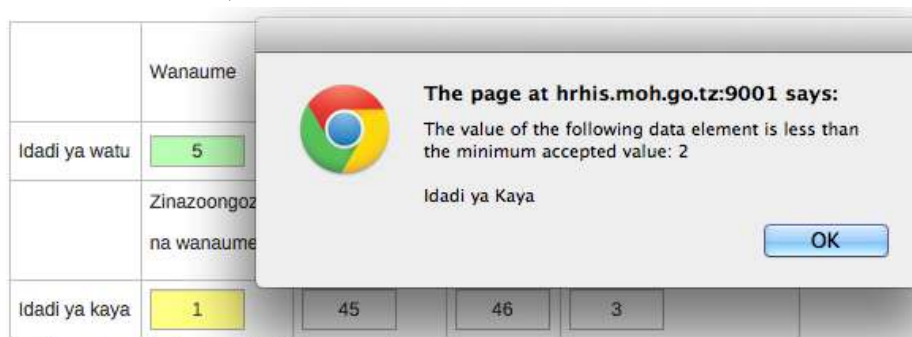 Wanaume
The page at hrhis.moh.go.tz:9001 says:
The value of the following data element is less than
the minimum accepted value: 2
Idadi ya Kaya
OK
Idadi ya watu 5
na wanaume
Idadi ya kaya 1 45 46 3